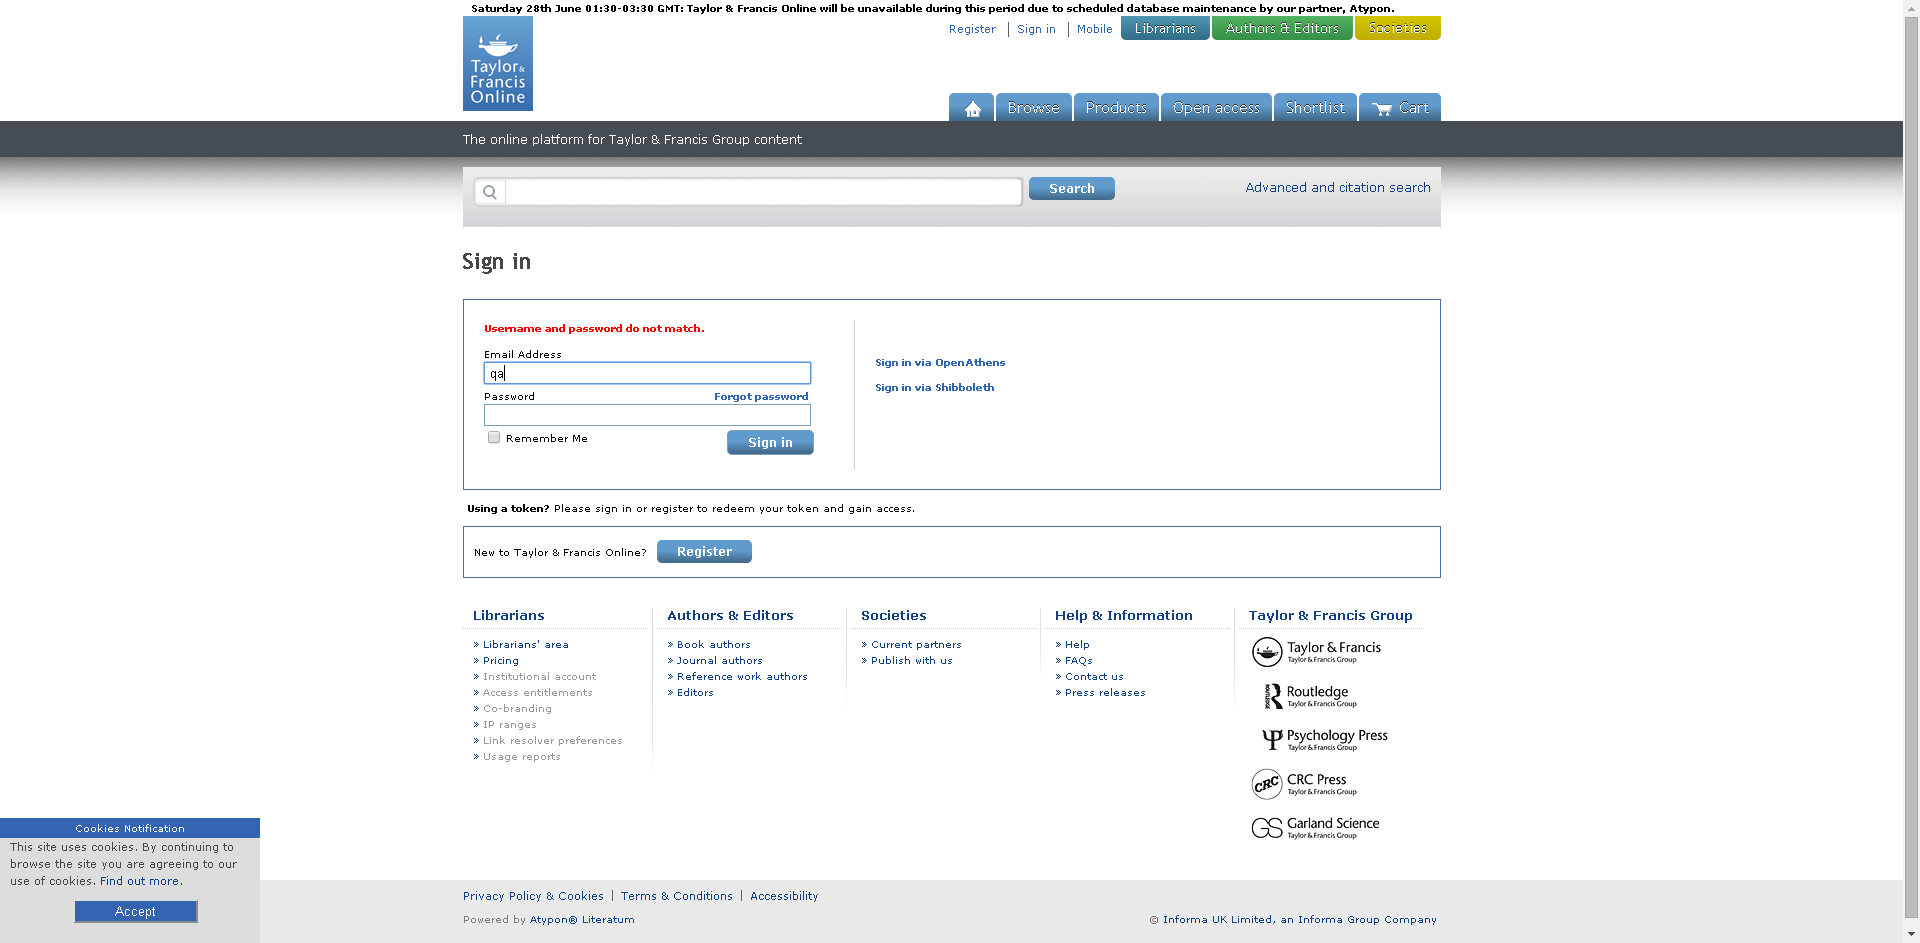 Saturday 28th June 01:30-03:30 GMT: Taylor & Francis Online will be unavailable during this period due to scheduled database maintenance by our partner, Atypon.
Register | Sign in | Mobile Librarians Authors & Editors Societies
Taylor &
Francis
Online
Browse Products Open access Shortlist Cart
The online platform for Taylor & Francis Group content
Search Advanced and citation search
Sign in
Username and password do not match.
Email Address
qa
Password Forgot password
Remember Me Sign in
Sign in via OpenAthens
Sign in via Shibboleth
Using a token? Please sign in or register to redeem your token and gain access.
New to Taylor & Francis Online? Register
Librarians
» Librarians' area
» Pricing
» Institutional account
» Access entitlements
» Co-branding
» IP ranges
» Link resolver preferences
» Usage reports
Authors & Editors
» Book authors
» Journal authors
» Reference work authors
» Editors
Societies
» Current partners
» Publish with us
Help & Information
» Help
» FAQs
» Contact us
» Press releases
Taylor & Francis Group
Taylor & Francis
Taylor & Francis Group
ROUTLEDGE
Routledge
Taylor & Francis Group
Psychology Press
Taylor & Francis Group
CRC
CRC Press
Taylor & Francis Group
GS
Garland Science
Taylor & Francis Group
Cookies Notification
This site uses cookies. By continuing to
browse the site you are agreeing to our
use of cookies. Find out more.
Accept
Privacy Policy & Cookies | Terms & Conditions | Accessibility
Powered by Atypon® Literatum
© Informa UK Limited, an Informa Group Company